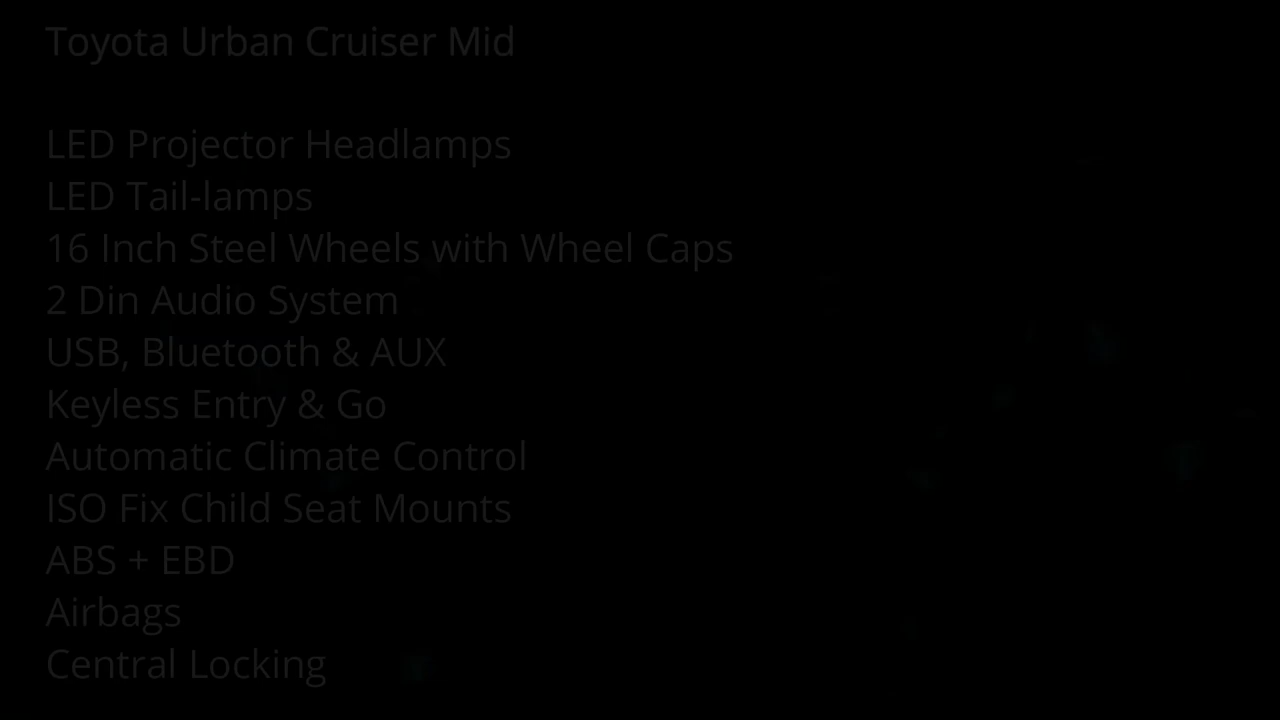 Toyota Urban Cruiser Mid
LED Projector Headlamps
LED Tail-lamps
16 Inch Steel Wheels with Wheel Caps
2 Din Audio System
USB, Bluetooth & AUX
Keyless Entry & Go
Automatic Climate Control
ISO Fix Child Seat Mounts
ABS + EBD
Airbags
Central Locking